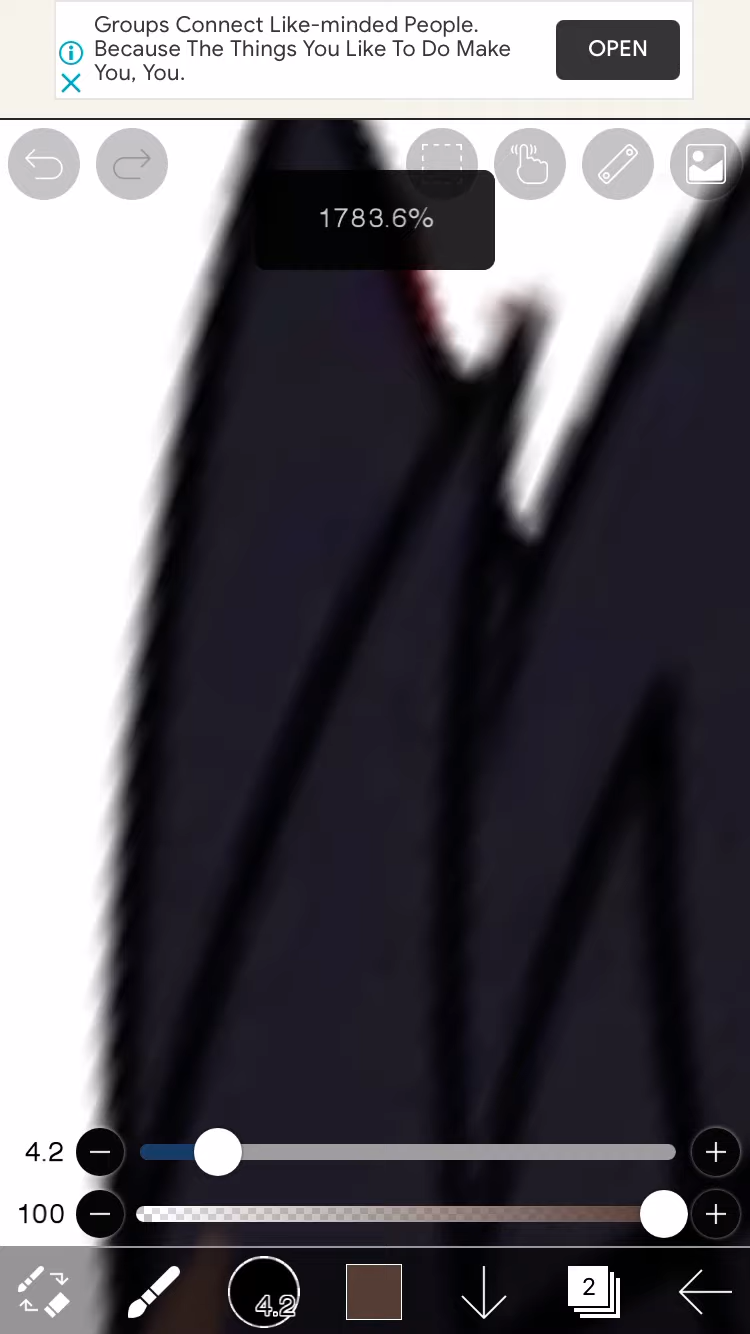 Groups Connect Like-minded People.
Because The Things You Like To Do Make
You, You.
OPEN
1783.6%
4.2
100
4.2
2